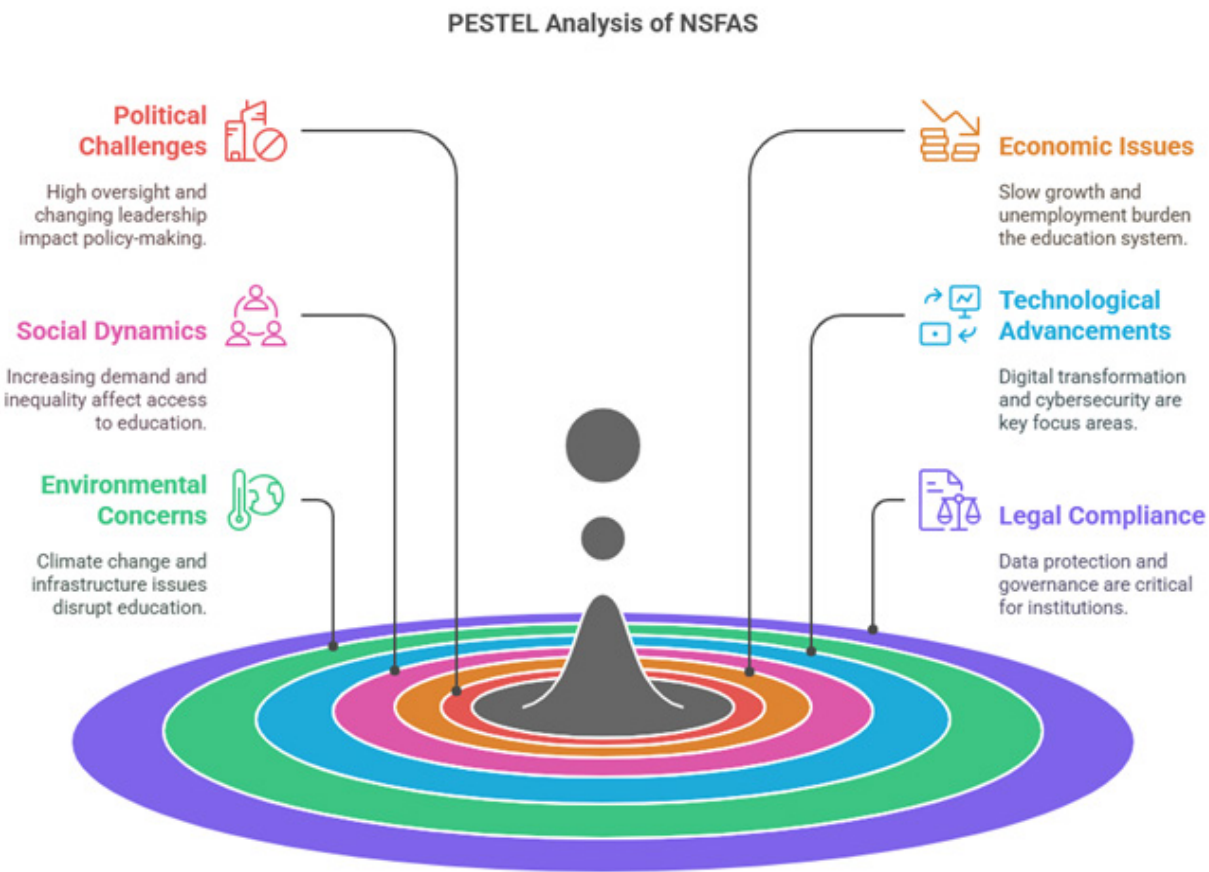 PESTEL Analysis of NSFAS
Political
Challenges
High oversight and
changing leadership
impact policy-making.
Economic Issues
Slow growth and
unemployment burden
the education system.
Social Dynamics
Increasing demand and
inequality affect access
to education.
Technological
Advancements
Digital transformation
and cybersecurity are
key focus areas.
Environmental
Concerns
Climate change and
infrastructure issues
disrupt education.
Legal Compliance
Data protection and
governance are critical
for institutions.